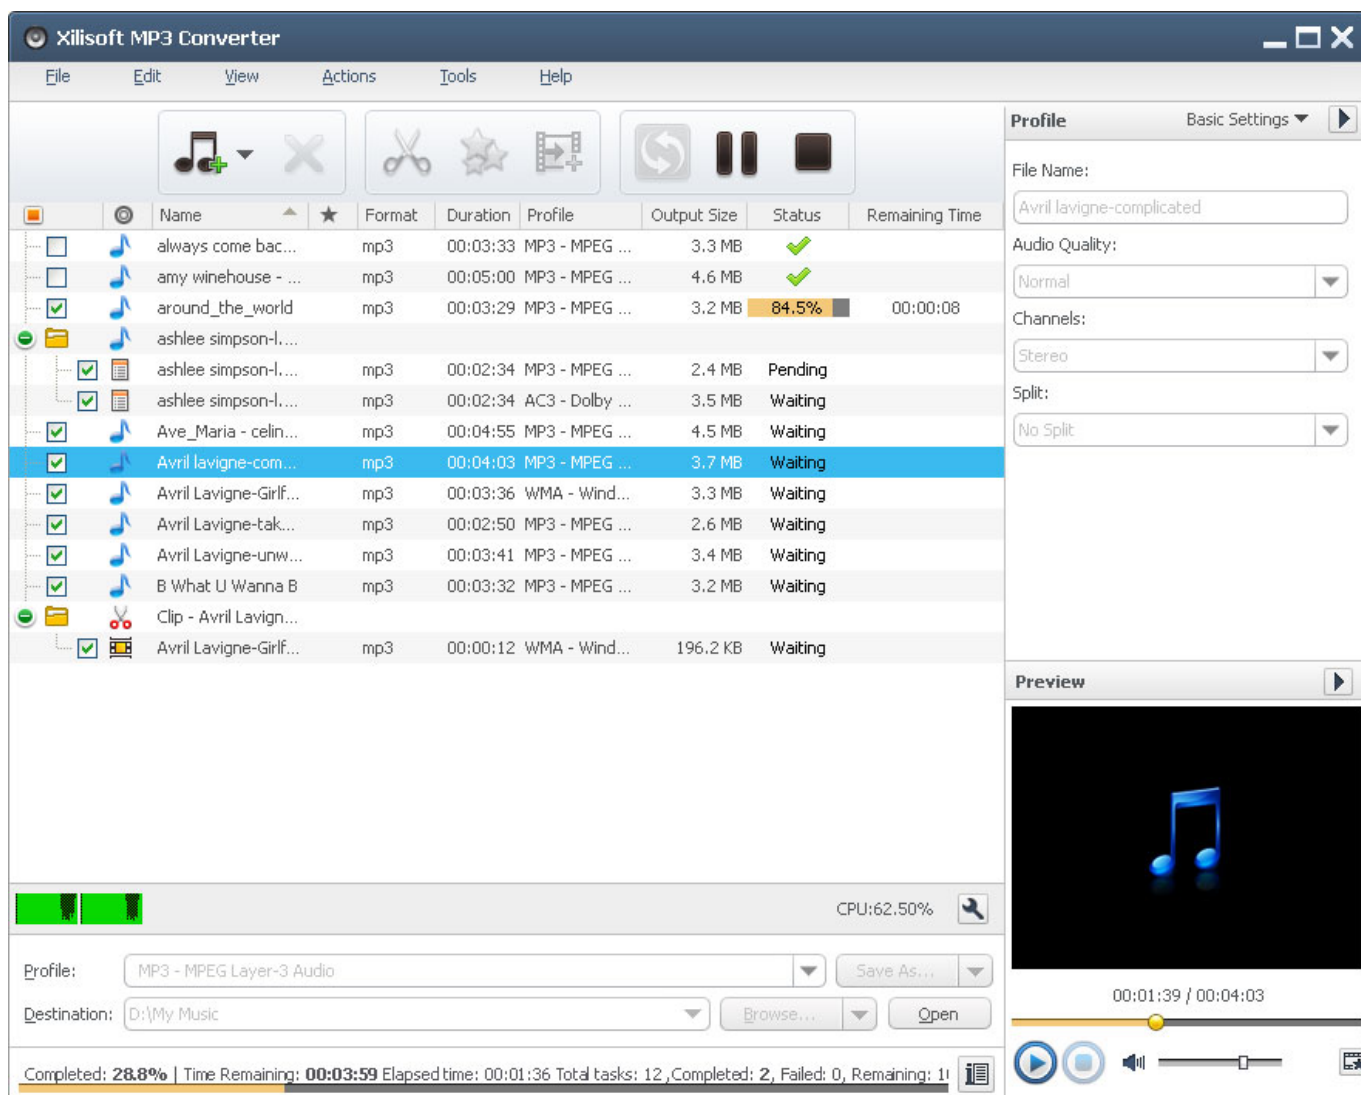 Xilisoft MP3 Converter
File Edit View Actions Tools Help
Name Format Duration Profile Output Size Status Remaining Time
always come bac... mp3 00:03:33 MP3 - MPEG ... 3.3 MB
amy winehouse - ... mp3 00:05:00 MP3 - MPEG ... 4.6 MB
around_the_world mp3 00:03:29 MP3 - MPEG ... 3.2 MB 84.5% 00:00:08
ashlee simpson-l....
ashlee simpson-l.... mp3 00:02:34 MP3 - MPEG ... 2.4 MB Pending
ashlee simpson-l.... mp3 00:02:34 AC3 - Dolby ... 3.5 MB Waiting
Ave_Maria - celin... mp3 00:04:55 MP3 - MPEG ... 4.5 MB Waiting
Avril lavigne-com... mp3 00:04:03 MP3 - MPEG ... 3.7 MB Waiting
Avril Lavigne-Girlf... mp3 00:03:36 WMA - Wind... 3.3 MB Waiting
Avril Lavigne-tak... mp3 00:02:50 MP3 - MPEG ... 2.6 MB Waiting
Avril Lavigne-unw... mp3 00:03:41 MP3 - MPEG ... 3.4 MB Waiting
B What U Wanna B mp3 00:03:32 MP3 - MPEG ... 3.2 MB Waiting
Clip - Avril Lavign...
Avril Lavigne-Girlf... mp3 00:00:12 WMA - Wind... 196.2 KB Waiting
CPU:62.50%
Profile: MP3 - MPEG Layer-3 Audio Save As...
Destination: D:\My Music Browse... Open
Completed: 28.8% | Time Remaining: 00:03:59 Elapsed time: 00:01:36 Total tasks: 12 ,Completed: 2, Failed: 0, Remaining: 1
Profile Basic Settings
File Name:
Avril lavigne-complicated
Audio Quality:
Normal
Channels:
Stereo
Split:
No Split
Preview
00:01:39 / 00:04:03